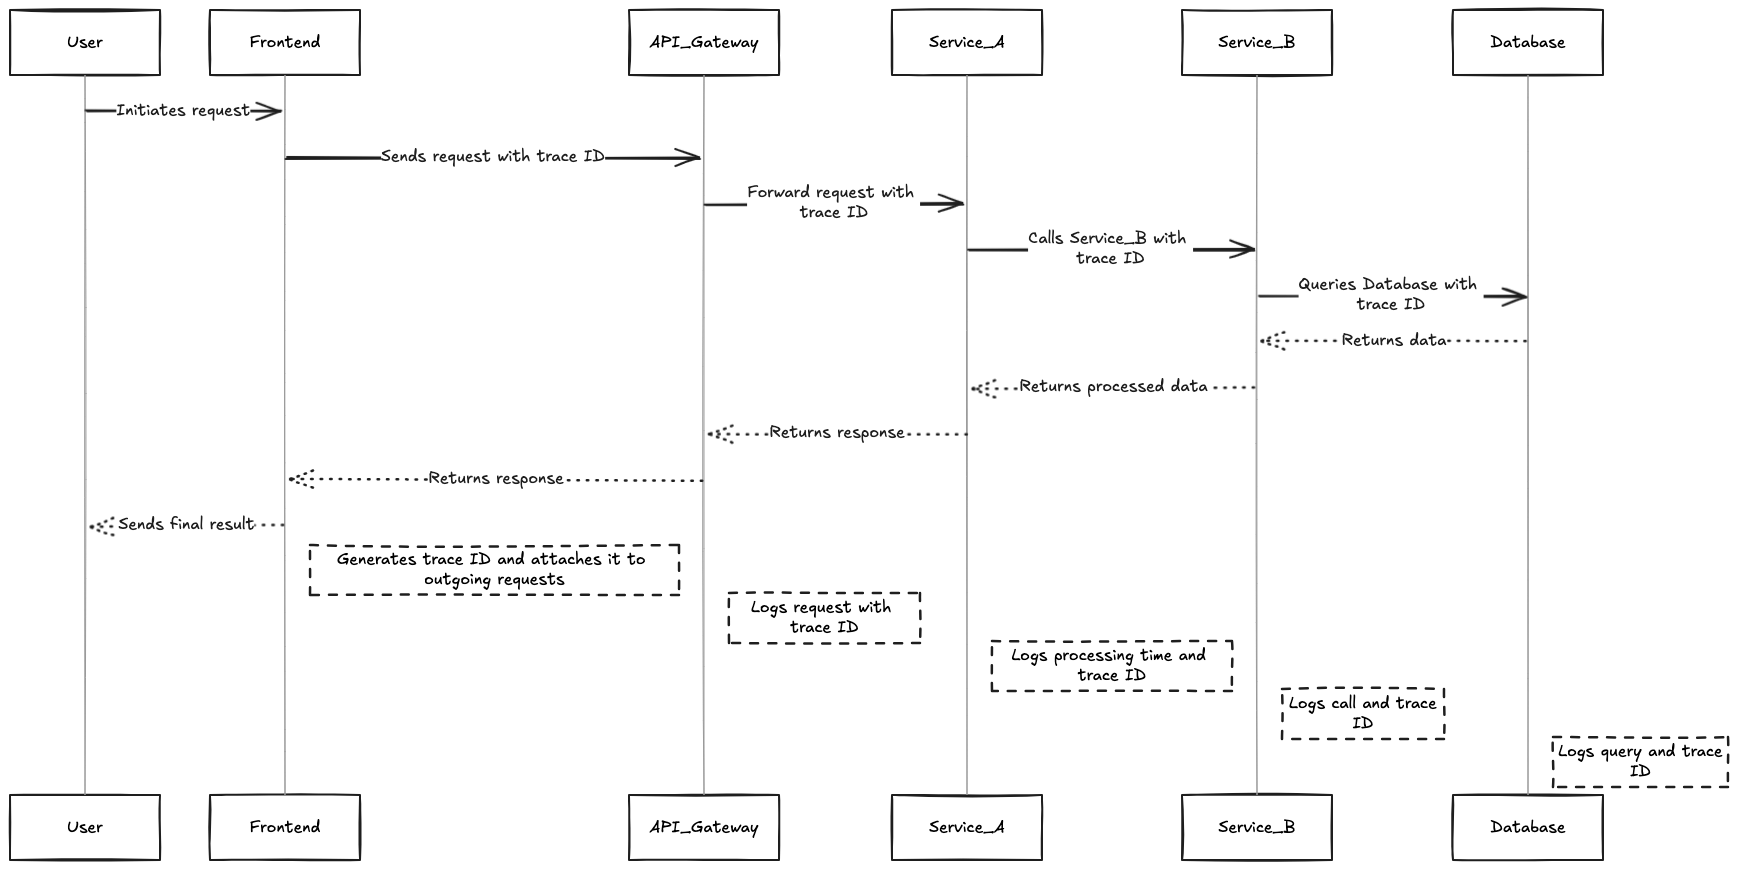 User
Frontend
API_Gateway
Service_A
Service_B
Database
Initiates request
Sends request with trace ID
Forward request with
trace ID
Calls Service_B with
trace ID
Queries Database with
trace ID
Returns data
Returns processed data
Returns response
Returns response
Sends final result
Generates trace ID and attaches it to
outgoing requests
Logs request with
trace ID
Logs processing time and
trace ID
Logs call and trace
ID
Logs query and trace
ID
User
Frontend
API_Gateway
Service_A
Service_B
Database